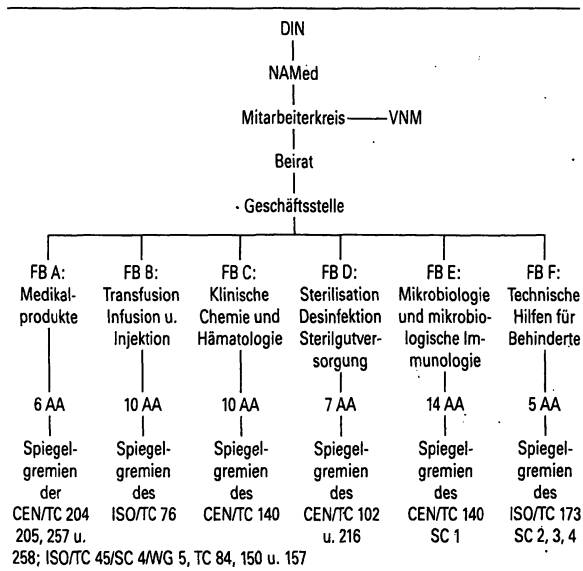 DIN
NAMed
Mitarbeiterkreis — VNM
Beirat
Geschäftsstelle
FB A:
Medikal-
produkte
6 AA
Spiegel-
gremien
der
CEN/TC 204
205, 257 u.
258; ISO/TC 45/SC 4/WG 5, TC 84, 150 u. 157
FB B:
Transfusion
Infusion u.
Injektion
10 AA
Spiegel-
gremien
des
ISO/TC 76
FB C:
Klinische
Chemie und
Hämatologie
10 AA
Spiegel-
gremien
des
CEN/TC 140
FB D:
Sterilisation
Desinfektion
Sterilgutver-
sorgung
7 AA
Spiegel-
gremien
des
CEN/TC 102
u. 216
FB E:
Mikrobiologie
und mikrobio-
logische Im-
munologie
14 AA
Spiegel-
gremien
des
CEN/TC 140
SC 1
FB F:
Technische
Hilfen für
Behinderte
5 AA
Spiegel-
gremien
des
ISO/TC 173
SC 2, 3, 4